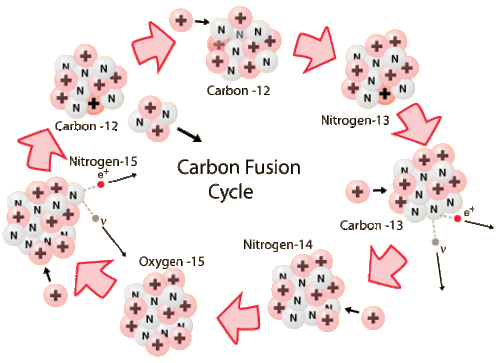 Carbon -12
Carbon -12
Nitrogen-13
Carbon -13
Nitrogen-14
Oxygen -15
Nitrogen-15
Carbon Fusion
Cycle
e+
ν
e+
ν